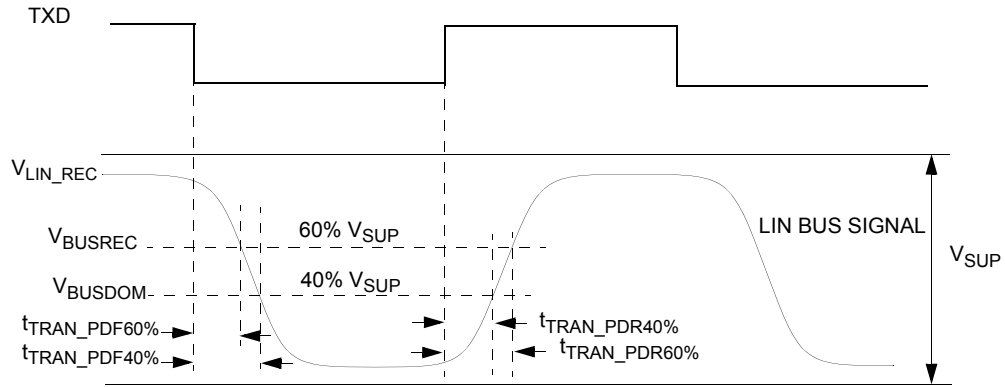 TXD
VLIN_REC
60% VSUP
VBUSREC
LIN BUS SIGNAL
VSUP
VBUSDOM
40% VSUP
tTRAN_PDF60%
tTRAN_PDR40%
tTRAN_PDF40%
tTRAN_PDR60%